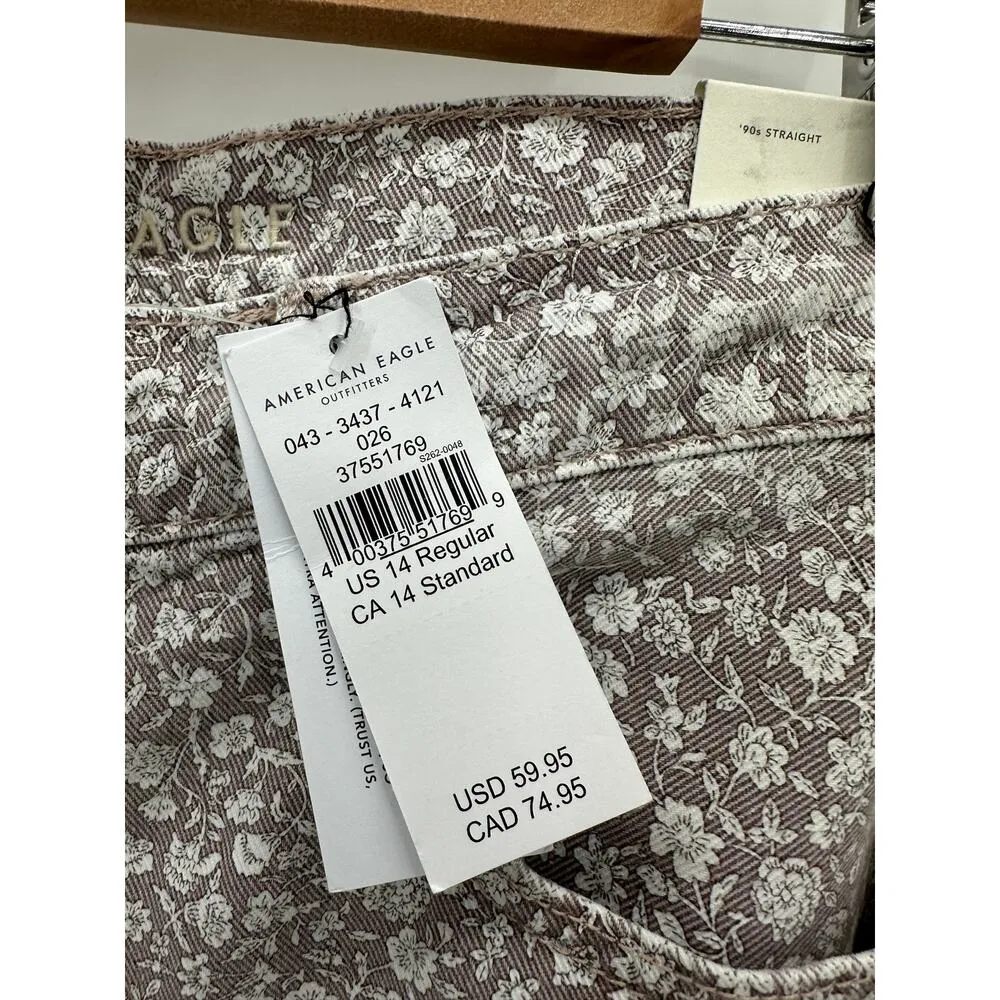 '90s STRAIGHT
AGLE
AMERICAN EAGLE
OUTFITTERS
043 - 3437 - 4121
026
37551769
S262-0048
4 00375 51769 9
US 14 Regular
CA 14 Standard
USD 59.95
CAD 74.95
ATTENTION.)
(TRUST US,